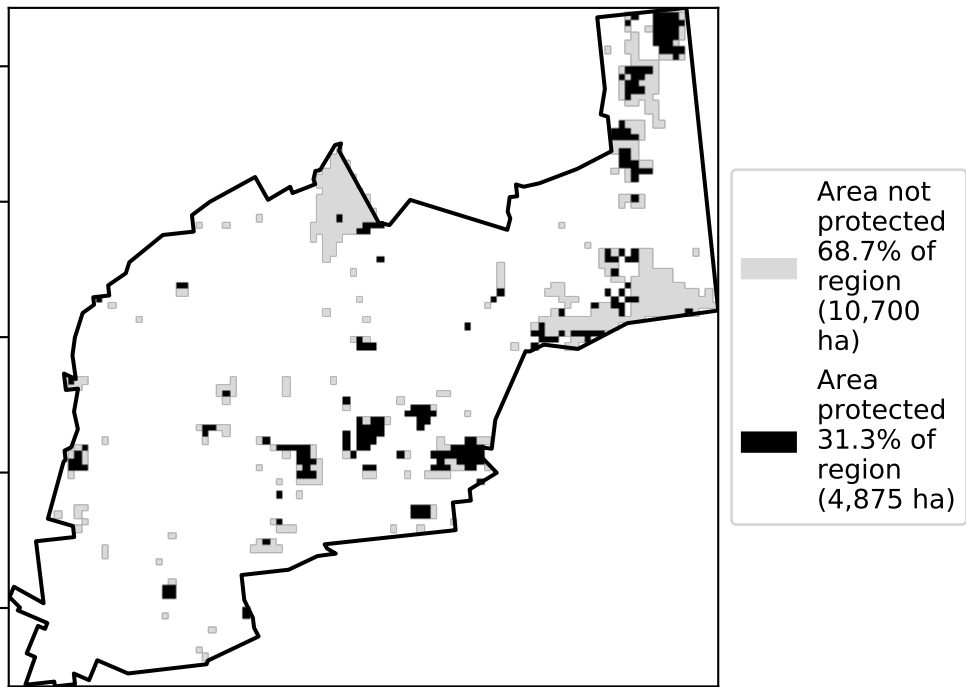 Area not
protected
68.7% of
region
(10,700
ha)
Area
protected
31.3% of
region
(4,875 ha)